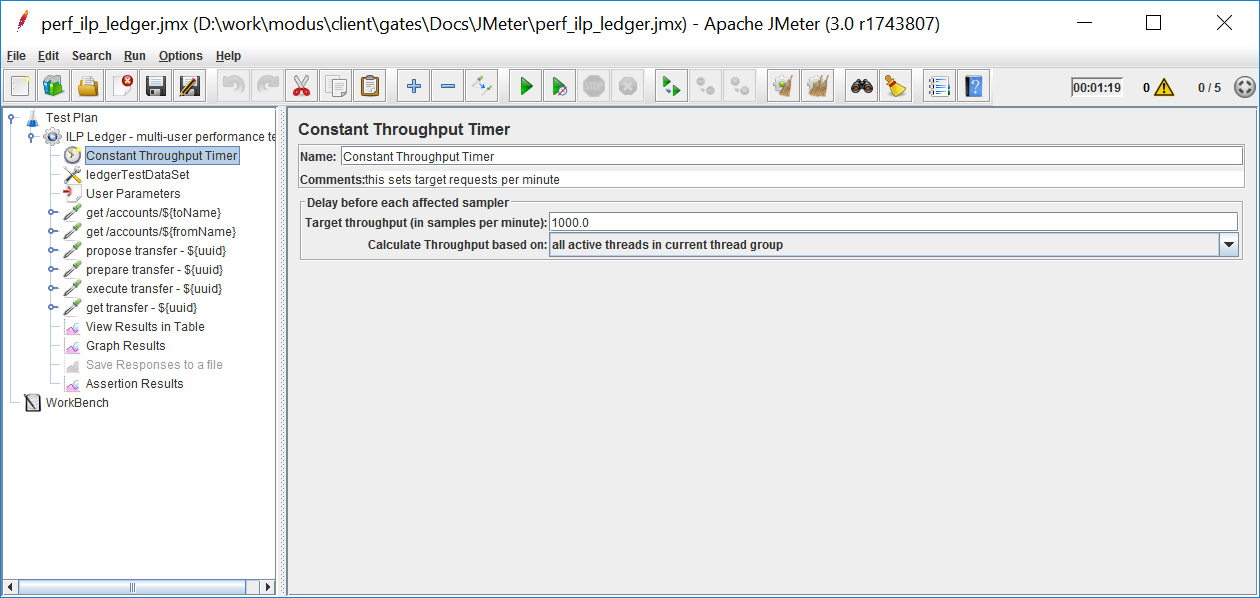 perf_ilp_ledger.jmx (D:\work\modus\client\gates\Docs\JMeter\perf_ilp_ledger.jmx) - Apache JMeter (3.0 r1743807)
File Edit Search Run Options Help
00:01:19 0 0 / 5
Test Plan
ILP Ledger - multi-user performance te
Constant Throughput Timer
ledgerTestDataSet
User Parameters
get /accounts/${toName}
get /accounts/${fromName}
propose transfer - ${uuid}
prepare transfer - ${uuid}
execute transfer - ${uuid}
get transfer - ${uuid}
View Results in Table
Graph Results
Save Responses to a file
Assertion Results
WorkBench
Constant Throughput Timer
Name: Constant Throughput Timer
Comments: this sets target requests per minute
Delay before each affected sampler
Target throughput (in samples per minute): 1000.0
Calculate Throughput based on: all active threads in current thread group